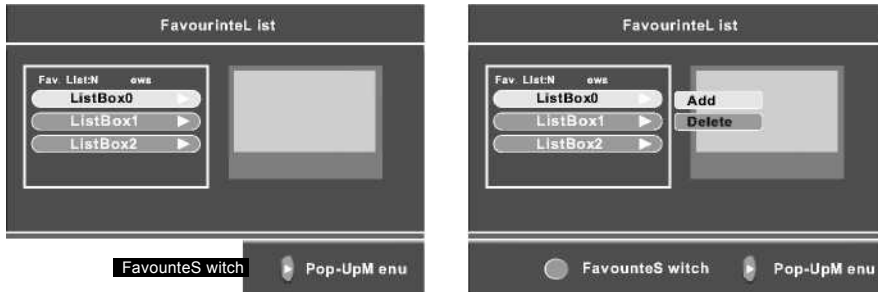 FavourinteL ist
Fav. LIst:N ews
ListBox0
ListBox1
ListBox2
FavounteS witch
Pop-UpM enu
FavourinteL ist
Fav. LIst:N ews
ListBox0
ListBox1
ListBox2
Add
Delete
FavounteS witch
Pop-UpM enu